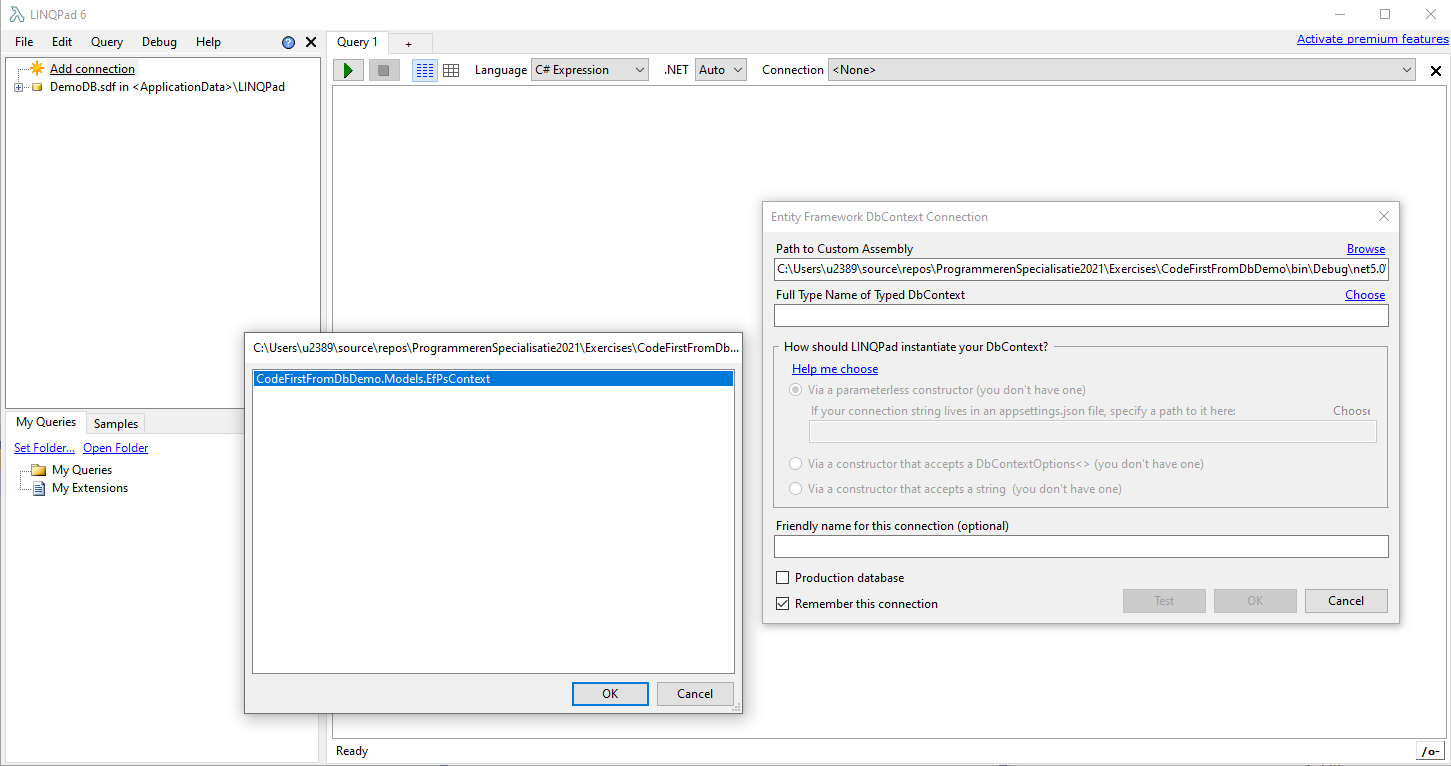 LINQPad 6
File Edit Query Debug Help
Add connection
DemoDB.sdf in <ApplicationData>\LINQPad
Query 1 +
Activate premium features
Language C# Expression .NET Auto Connection <None>
Entity Framework DbContext Connection
Path to Custom Assembly Browse
C:\Users\u2389\source\repos\ProgrammerenSpecialisatie2021\Exercises\CodeFirstFromDbDemo\bin\Debug\net5.0\
Full Type Name of Typed DbContext Choose
How should LINQPad instantiate your DbContext?
Help me choose
Via a parameterless constructor (you don't have one)
If your connection string lives in an appsettings.json file, specify a path to it here: Choose
Via a constructor that accepts a DbContextOptions<> (you don't have one)
Via a constructor that accepts a string (you don't have one)
Friendly name for this connection (optional)
Production database
Remember this connection
Test OK Cancel
C:\Users\u2389\source\repos\ProgrammerenSpecialisatie2021\Exercises\CodeFirstFromDb...
CodeFirstFromDbDemo.Models.EfPsContext
OK Cancel
My Queries Samples
Set Folder... Open Folder
My Queries
My Extensions
Ready
/o-